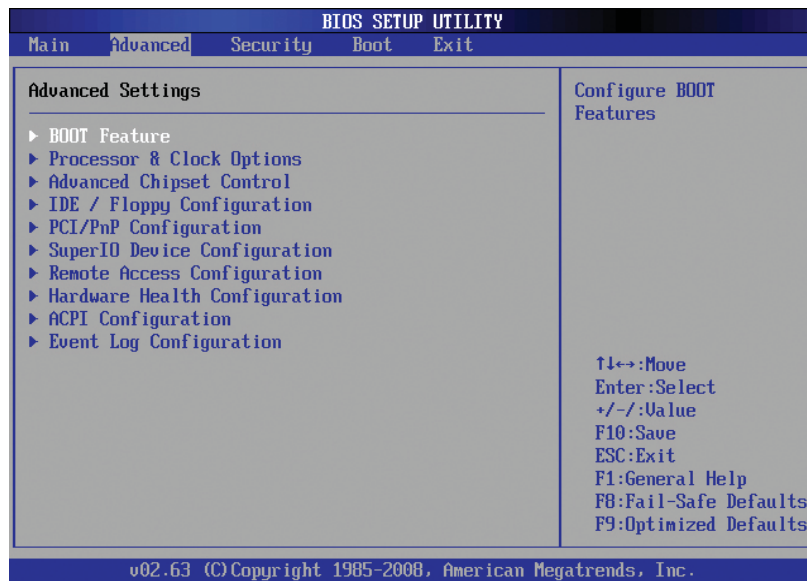 BIOS SETUP UTILITY
Main Advanced Security Boot Exit
Advanced Settings
▶ BOOT Feature
▶ Processor & Clock Options
▶ Advanced Chipset Control
▶ IDE / Floppy Configuration
▶ PCI/PnP Configuration
▶ SuperIO Device Configuration
▶ Remote Access Configuration
▶ Hardware Health Configuration
▶ ACPI Configuration
▶ Event Log Configuration
Configure BOOT
Features
↑↓←→:Move
Enter:Select
+/-/:Value
F10:Save
ESC:Exit
F1:General Help
F8:Fail-Safe Defaults
F9:Optimized Defaults
v02.63 (C)Copyright 1985-2008, American Megatrends, Inc.